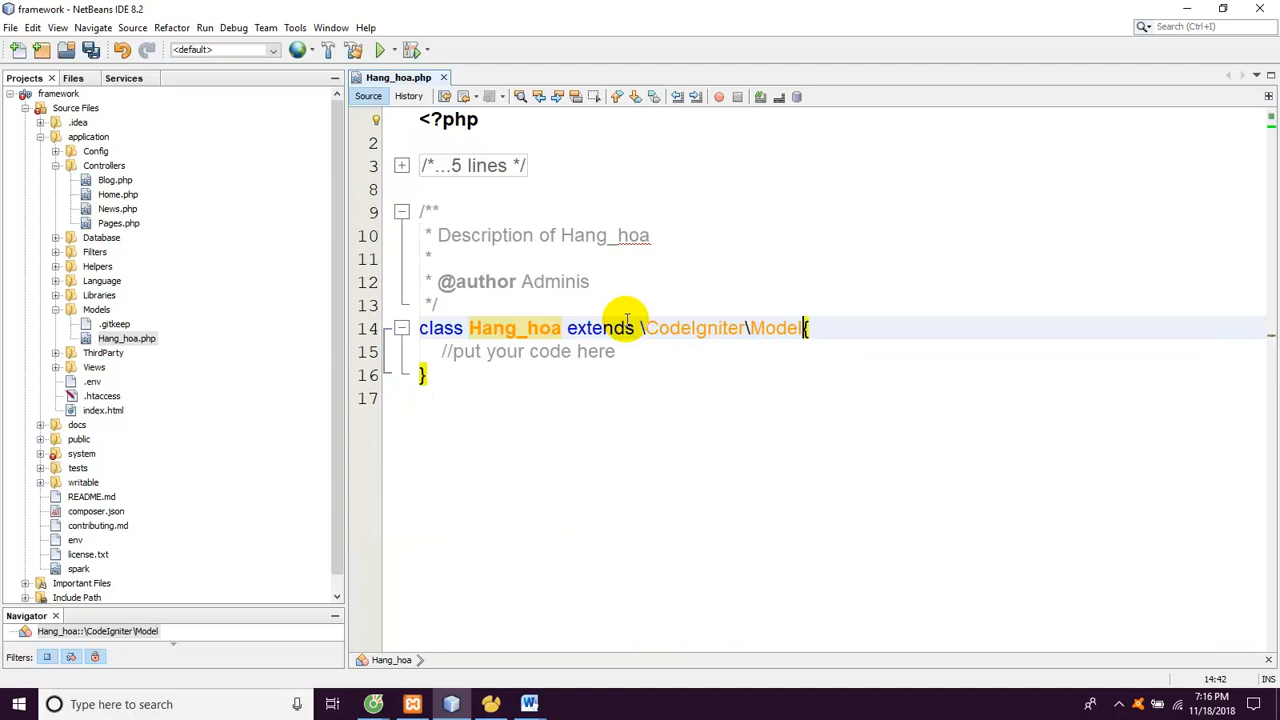 framework - NetBeans IDE 8.2
File Edit View Navigate Source Refactor Run Debug Team Tools Window Help
Search (Ctrl+I)
<default>
Projects Files Services
Hang_hoa.php
Source History
framework
Source Files
.idea
application
Config
Controllers
Blog.php
Home.php
News.php
Pages.php
Database
Filters
Helpers
Language
Libraries
Models
.gitkeep
Hang_hoa.php
ThirdParty
Views
.env
.htaccess
index.html
docs
public
system
tests
writable
README.md
composer.json
contributing.md
env
license.txt
spark
Important Files
Include Path
<?php
2
3 /*...5 lines */
8
9 /**
10 * Description of Hang_hoa
11 *
12 * @author Adminis
13 */
14 class Hang_hoa extends \CodeIgniter\Model{
15 //put your code here
16 }
17
Navigator
Hang_hoa::\CodeIgniter\Model
Filters:
Hang_hoa
14:42 INS
Type here to search
7:16 PM
11/18/2018